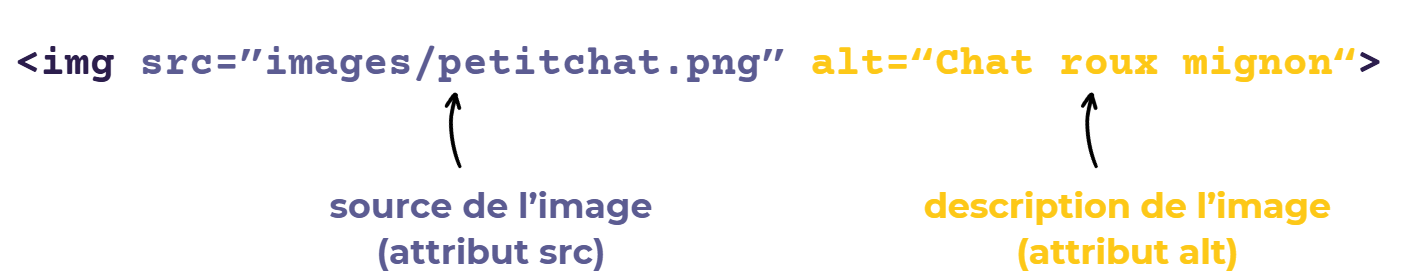 <img src=”images/petitchat.png” alt=“Chat roux mignon“>
source de l’image
(attribut src)
description de l’image
(attribut alt)